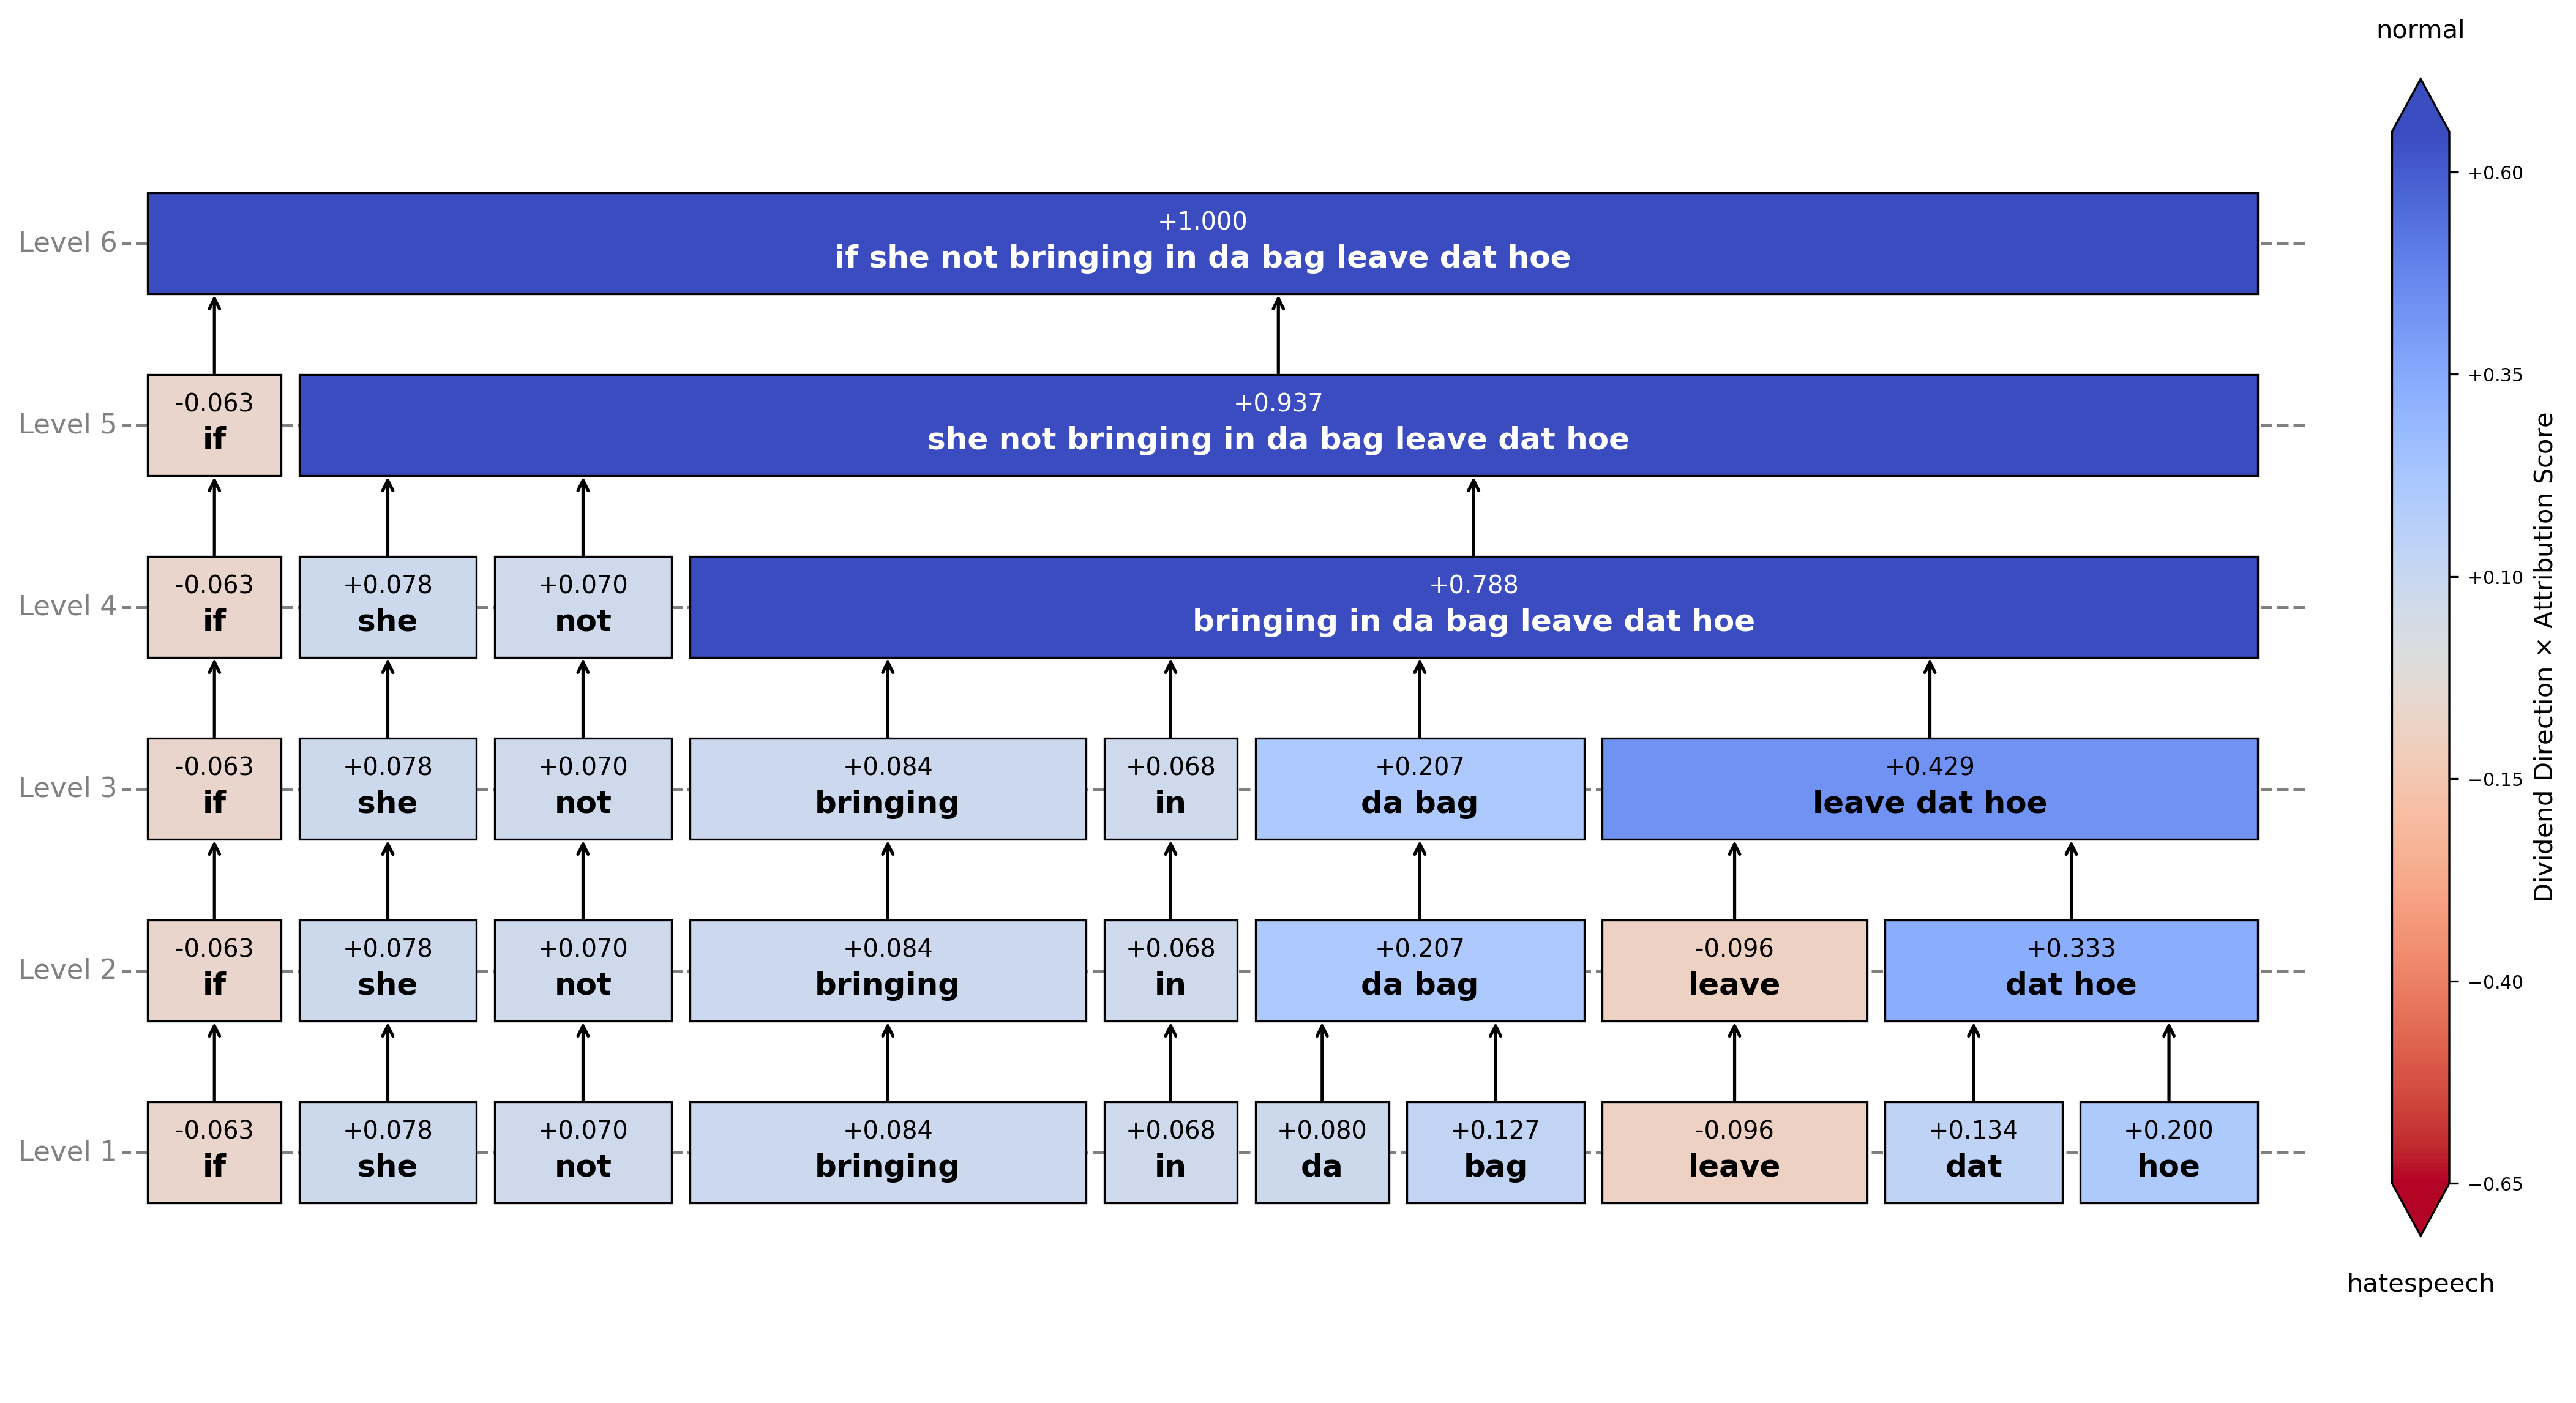 normal
Level 6
+1.000
if she not bringing in da bag leave dat hoe
Level 5
-0.063 +0.937
if she not bringing in da bag leave dat hoe
Level 4
-0.063 +0.078 +0.070 +0.788
if she not bringing in da bag leave dat hoe
Level 3
-0.063 +0.078 +0.070 +0.084 +0.068 +0.207 +0.429
if she not bringing in da bag leave dat hoe
Level 2
-0.063 +0.078 +0.070 +0.084 +0.068 +0.207 -0.096 +0.333
if she not bringing in da bag leave dat hoe
Level 1
-0.063 +0.078 +0.070 +0.084 +0.068 +0.080 +0.127 -0.096 +0.134 +0.200
if she not bringing in da bag leave dat hoe
+0.60
+0.35
+0.10
−0.15
−0.40
−0.65
Dividend Direction × Attribution Score
hatespeech